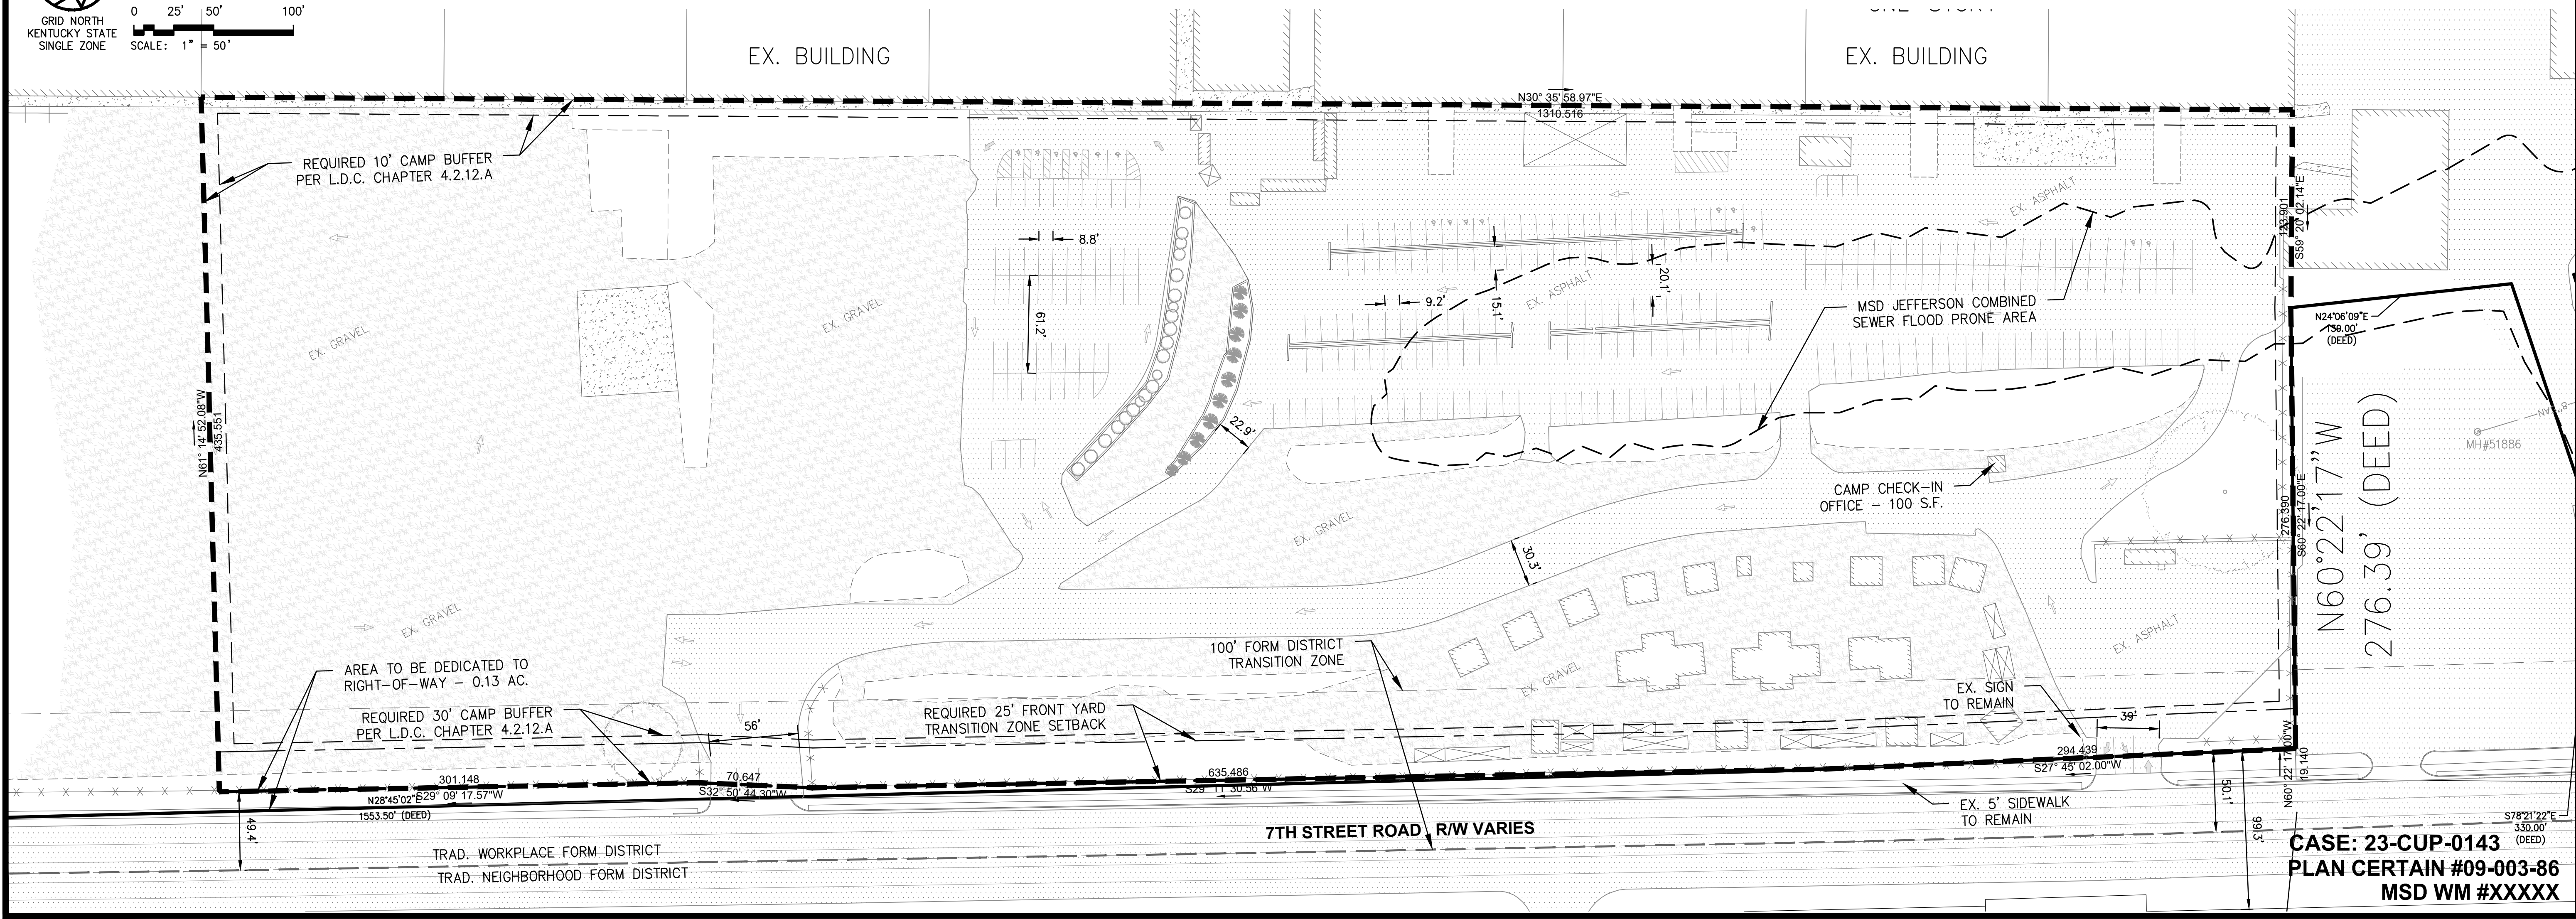 GRID NORTH
KENTUCKY STATE
SINGLE ZONE
0 25' 50' 100'
SCALE: 1" = 50'
EX. BUILDING
EX. BUILDING
N30° 35' 58.97"E
1310.516
REQUIRED 10' CAMP BUFFER
PER L.D.C. CHAPTER 4.2.12.A
EX. ASPHALT
123.901
S59° 20' 02.14"E
8.8'
61.2'
9.2'
15.1'
20.1'
EX. ASPHALT
EX. GRAVEL
EX. GRAVEL
MSD JEFFERSON COMBINED
SEWER FLOOD PRONE AREA
N24°06'09"E
130.00'
(DEED)
N61° 14' 52.08"W
435.551
22.9'
MH#51886
CAMP CHECK-IN
OFFICE - 100 S.F.
276.390
S60° 22' 17.00"E
N60°22'17"W
276.39' (DEED)
EX. GRAVEL
30.3'
EX. GRAVEL
EX. ASPHALT
AREA TO BE DEDICATED TO
RIGHT-OF-WAY - 0.13 AC.
100' FORM DISTRICT
TRANSITION ZONE
EX. GRAVEL
EX. SIGN
TO REMAIN
39'
REQUIRED 30' CAMP BUFFER
PER L.D.C. CHAPTER 4.2.12.A
56'
REQUIRED 25' FRONT YARD
TRANSITION ZONE SETBACK
301.148
S29° 09' 17.57"W
70.647
S32° 50' 44.30"W
635.486
S29° 11' 30.56"W
294.439
S27° 45' 02.00"W
N60° 22' 17.00"W
19.140
N28°45'02"E
1553.50' (DEED)
49.4'
50.1'
99.3'
EX. 5' SIDEWALK
TO REMAIN
7TH STREET ROAD R/W VARIES
TRAD. WORKPLACE FORM DISTRICT
TRAD. NEIGHBORHOOD FORM DISTRICT
S78°21'22"E
330.00'
(DEED)
CASE: 23-CUP-0143
PLAN CERTAIN #09-003-86
MSD WM #XXXXX